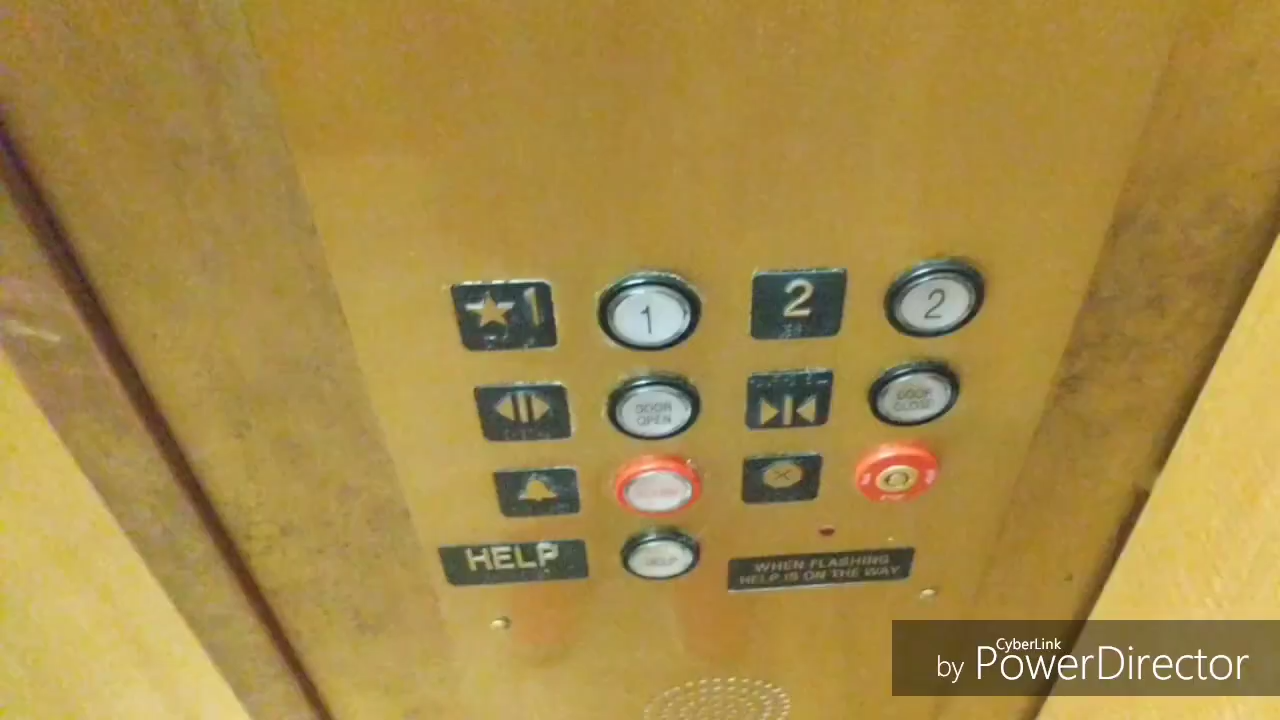 ★1 1 2 2
DOOR
OPEN
DOOR
CLOSE
HELP HELP
WHEN FLASHING
HELP IS ON THE WAY
CyberLink
by PowerDirector